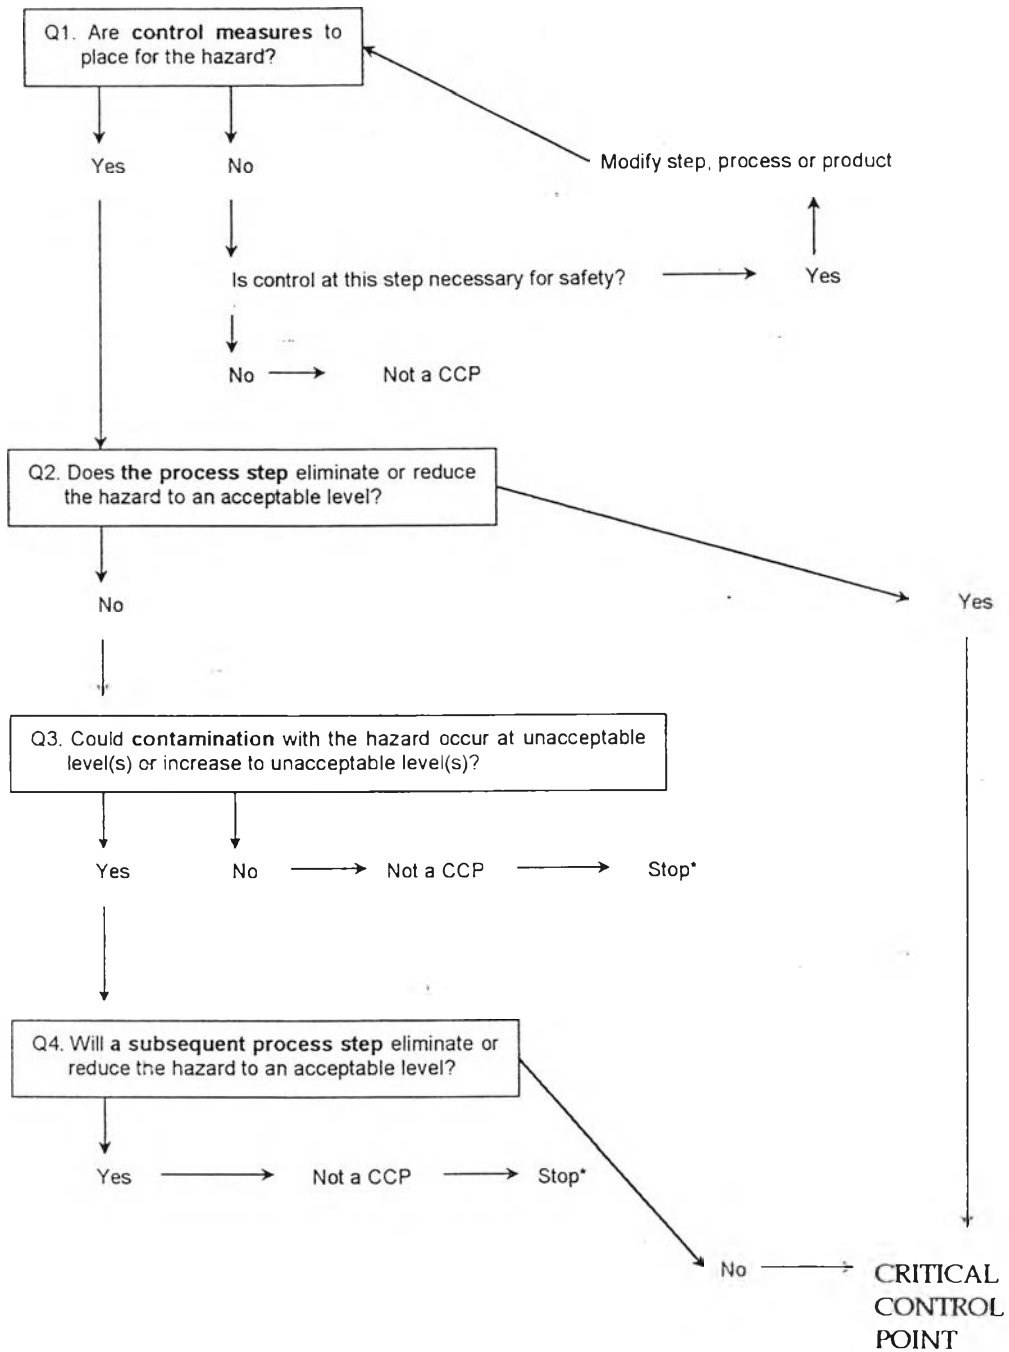 Q1. Are control measures to
place for the hazard?
Yes
No
Modify step, process or product
Is control at this step necessary for safety?
Yes
No
Not a CCP
Q2. Does the process step eliminate or reduce
the hazard to an acceptable level?
No
Yes
Q3. Could contamination with the hazard occur at unacceptable
level(s) or increase to unacceptable level(s)?
Yes
No
Not a CCP
Stop*
Q4. Will a subsequent process step eliminate or
reduce the hazard to an acceptable level?
Yes
Not a CCP
Stop*
No
CRITICAL
CONTROL
POINT